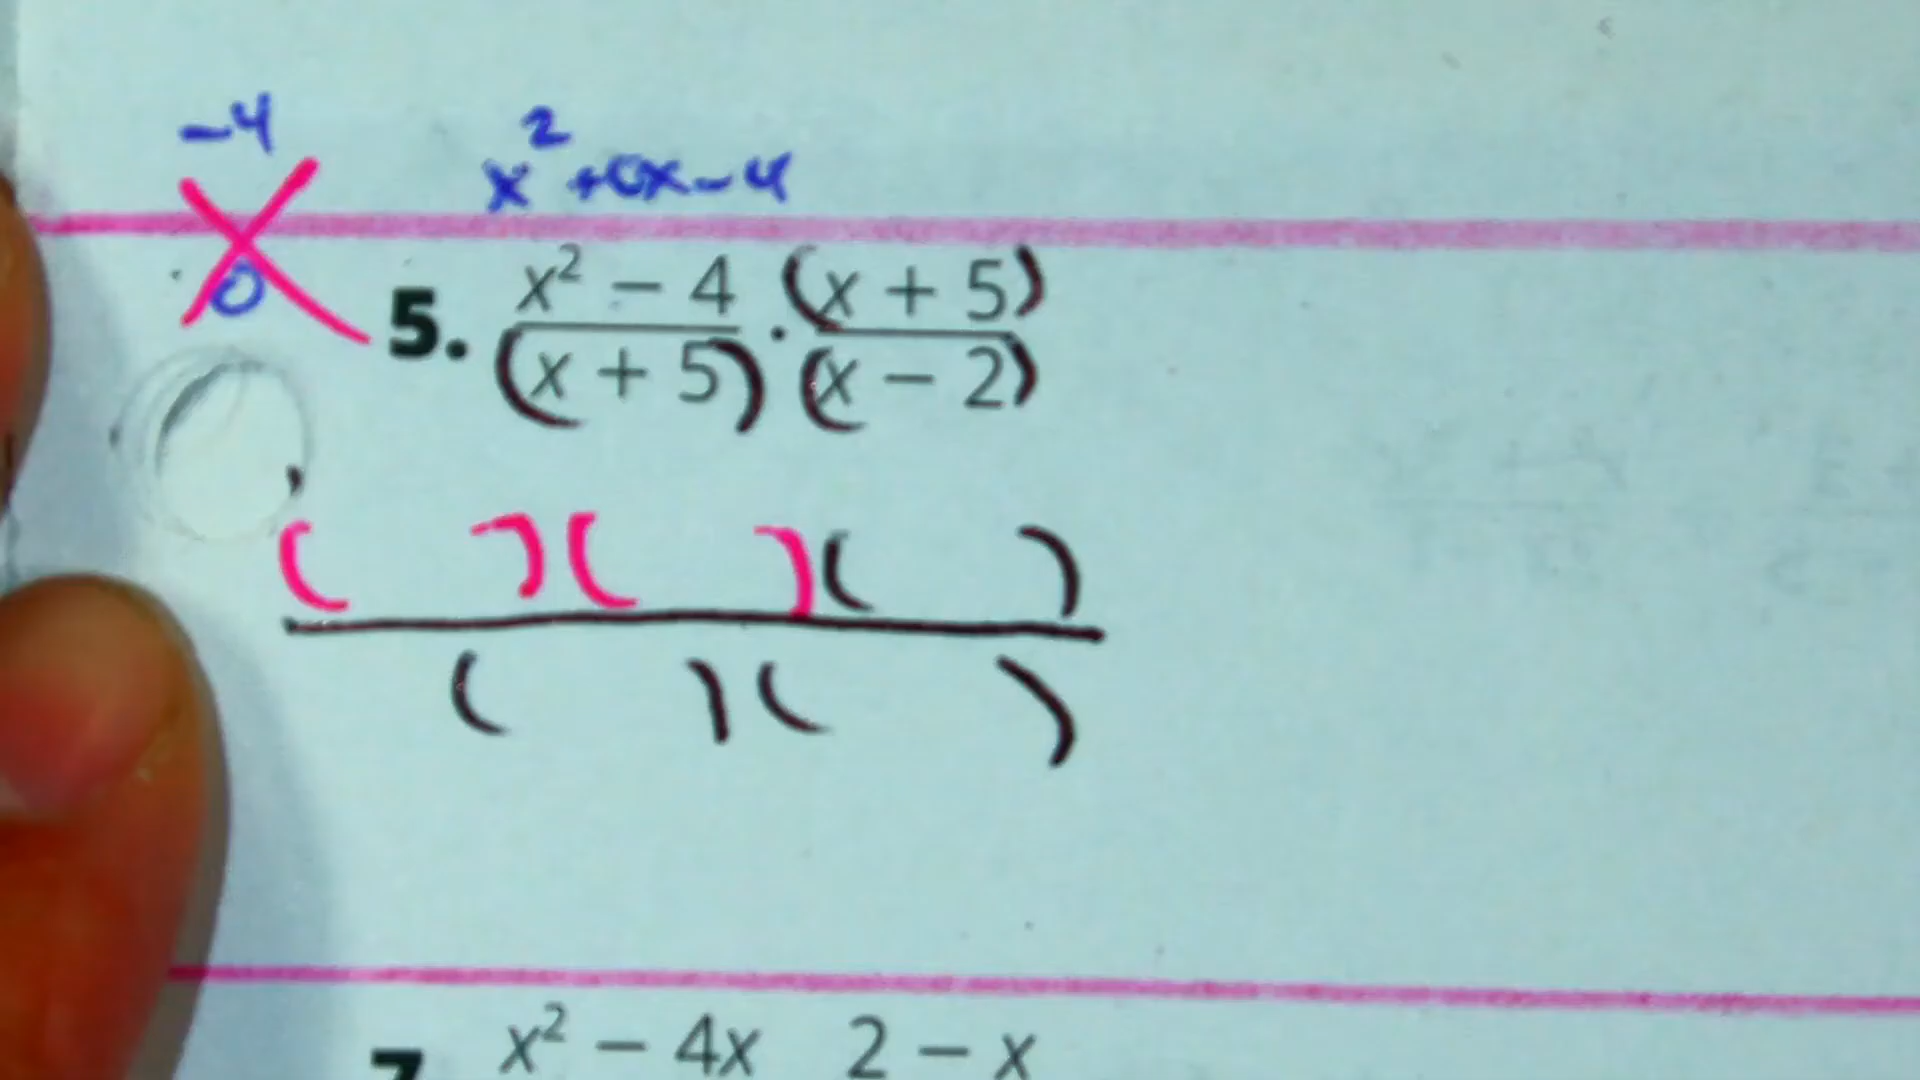 -4
x² +0x-4
0
5. x² − 4 / (x + 5) · (x + 5) / (x − 2)
( )( )( )
( )( )
x² − 4x 2 − x